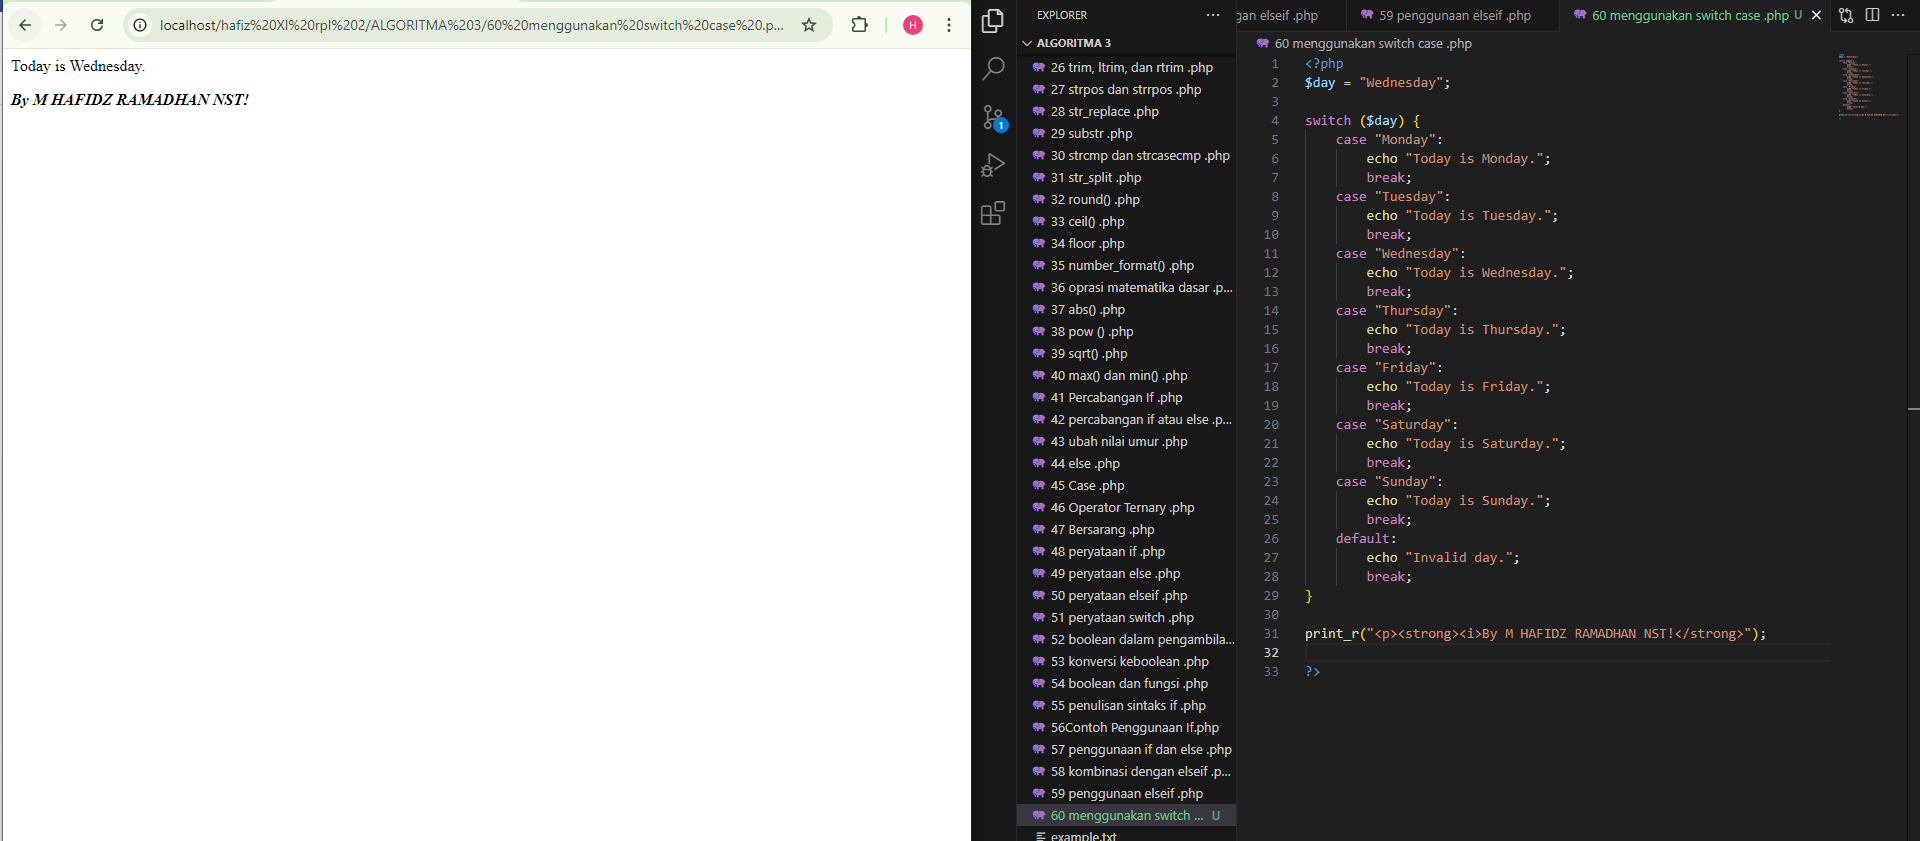 localhost/hafiz%20XI%20rpl%202/ALGORITMA%203/60%20menggunakan%20switch%20case%20.p...
H
Today is Wednesday.
By M HAFIDZ RAMADHAN NST!
1
EXPLORER
ALGORITMA 3
26 trim, ltrim, dan rtrim .php
27 strpos dan strrpos .php
28 str_replace .php
29 substr .php
30 strcmp dan strcasecmp .php
31 str_split .php
32 round() .php
33 ceil() .php
34 floor .php
35 number_format() .php
36 oprasi matematika dasar .p...
37 abs() .php
38 pow () .php
39 sqrt() .php
40 max() dan min() .php
41 Percabangan If .php
42 percabangan if atau else .p...
43 ubah nilai umur .php
44 else .php
45 Case .php
46 Operator Ternary .php
47 Bersarang .php
48 peryataan if .php
49 peryataan else .php
50 peryataan elseif .php
51 peryataan switch .php
52 boolean dalam pengambila...
53 konversi keboolean .php
54 boolean dan fungsi .php
55 penulisan sintaks if .php
56Contoh Penggunaan If.php
57 penggunaan if dan else .php
58 kombinasi dengan elseif .p...
59 penggunaan elseif .php
60 menggunakan switch ... U
example.txt
gan elseif .php
59 penggunaan elseif .php
60 menggunakan switch case .php U
60 menggunakan switch case .php
1 <?php
2 $day = "Wednesday";
3
4 switch ($day) {
5 case "Monday":
6 echo "Today is Monday.";
7 break;
8 case "Tuesday":
9 echo "Today is Tuesday.";
10 break;
11 case "Wednesday":
12 echo "Today is Wednesday.";
13 break;
14 case "Thursday":
15 echo "Today is Thursday.";
16 break;
17 case "Friday":
18 echo "Today is Friday.";
19 break;
20 case "Saturday":
21 echo "Today is Saturday.";
22 break;
23 case "Sunday":
24 echo "Today is Sunday.";
25 break;
26 default:
27 echo "Invalid day.";
28 break;
29 }
30
31 print_r("<p><strong><i>By M HAFIDZ RAMADHAN NST!</strong>");
32
33 ?>